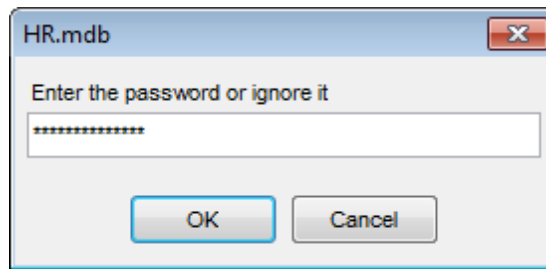 HR.mdb
Enter the password or ignore it
**************
OK
Cancel